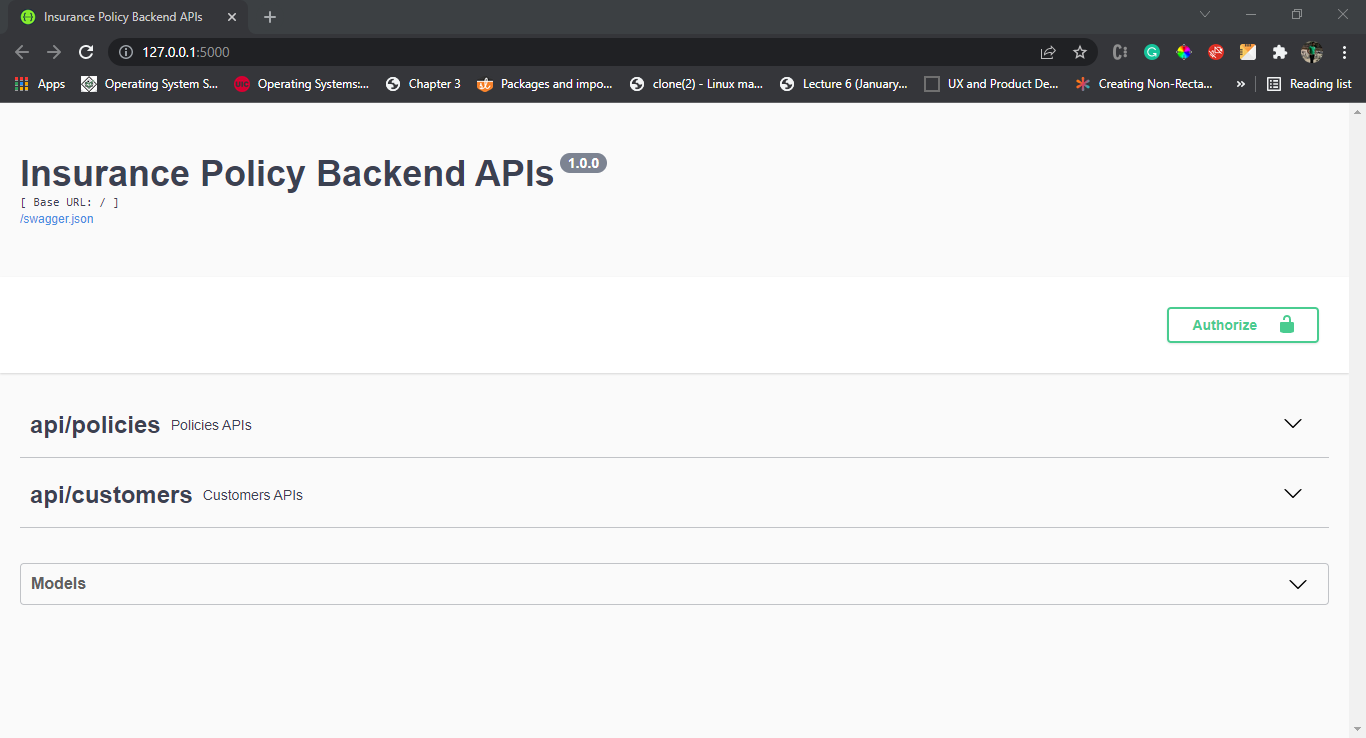 Insurance Policy Backend APIs
127.0.0.1:5000
Apps
Operating System S...
Operating Systems:...
Chapter 3
Packages and impo...
clone(2) - Linux ma...
Lecture 6 (January...
UX and Product De...
Creating Non-Recta...
»
Reading list
Insurance Policy Backend APIs 1.0.0
[ Base URL: / ]
/swagger.json
Authorize
api/policies Policies APIs
api/customers Customers APIs
Models